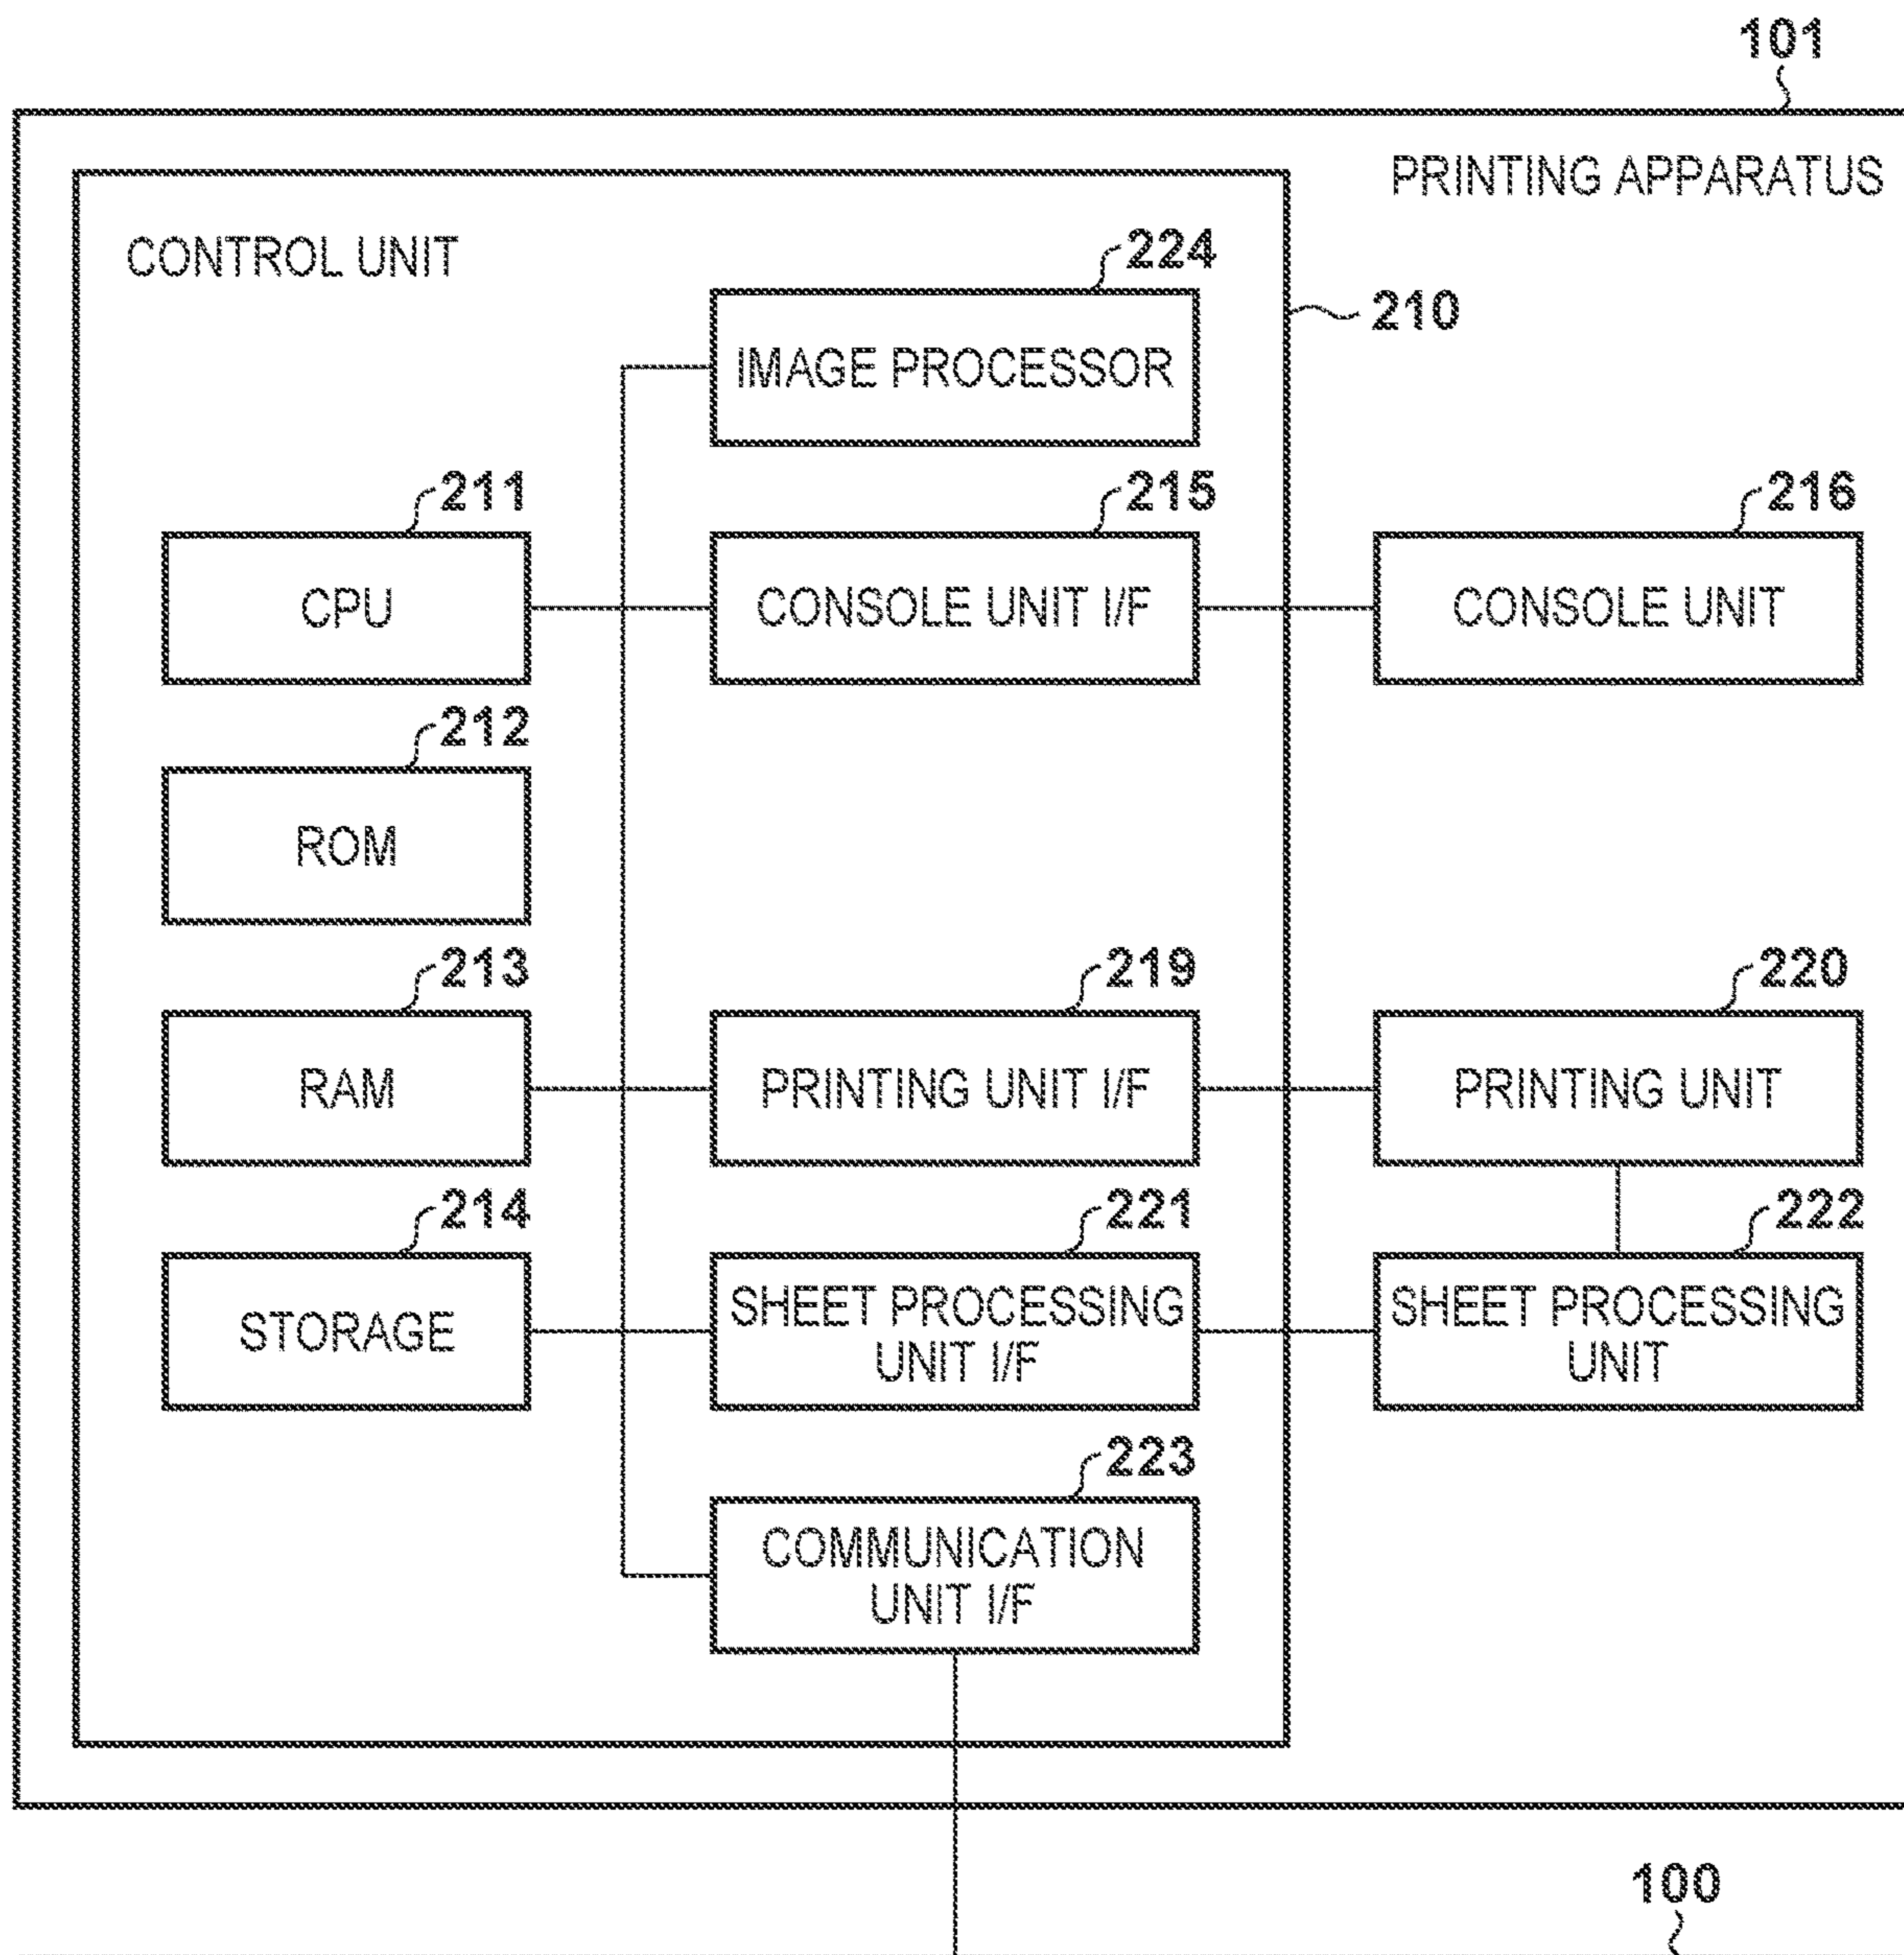 101
PRINTING APPARATUS
CONTROL UNIT
224
210
IMAGE PROCESSOR
211
215
216
CPU
CONSOLE UNIT I/F
CONSOLE UNIT
212
ROM
213
219
220
RAM
PRINTING UNIT I/F
PRINTING UNIT
214
221
222
STORAGE
SHEET PROCESSING
UNIT I/F
SHEET PROCESSING
UNIT
223
COMMUNICATION
UNIT I/F
100